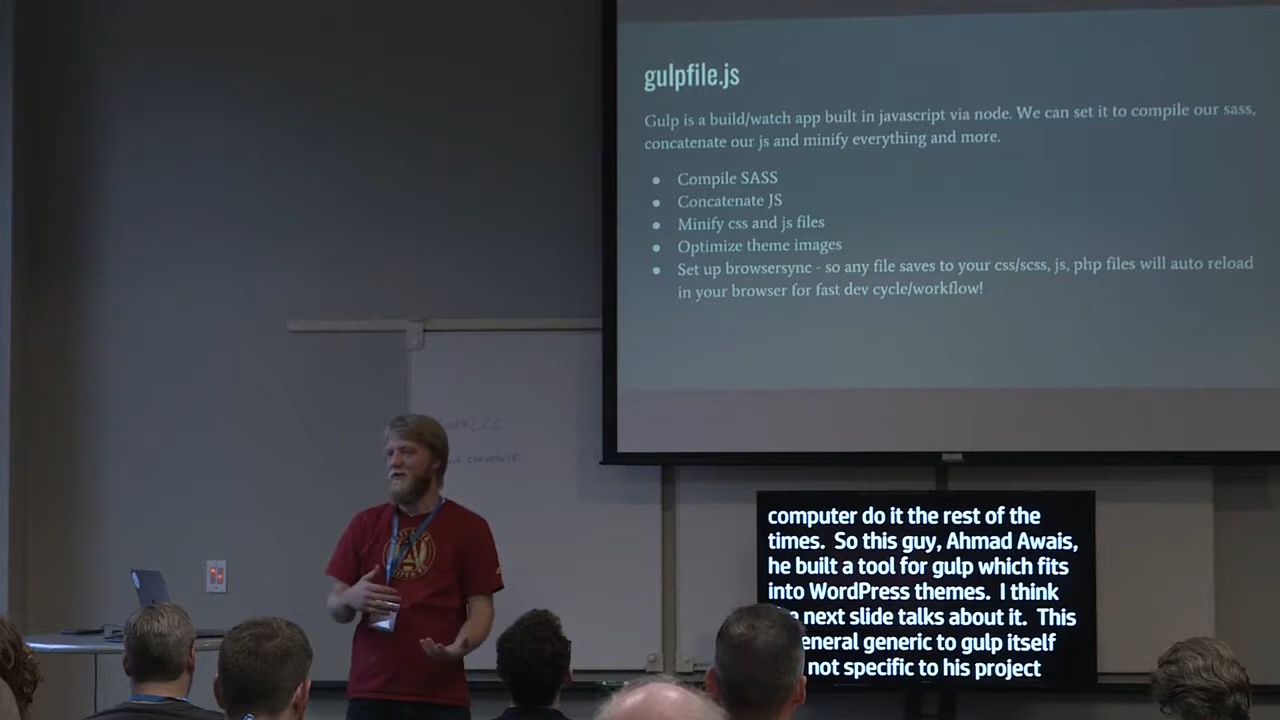 gulpfile.js
Gulp is a build/watch app built in javascript via node. We can set it to compile our sass,
concatenate our js and minify everything and more.
● Compile SASS
● Concatenate JS
● Minify css and js files
● Optimize theme images
● Set up browsersync - so any file saves to your css/scss, js, php files will auto reload
in your browser for fast dev cycle/workflow!
computer do it the rest of the
times. So this guy, Ahmad Awais,
he built a tool for gulp which fits
into WordPress themes. I think
next slide talks about it. This
general generic to gulp itself
not specific to his project